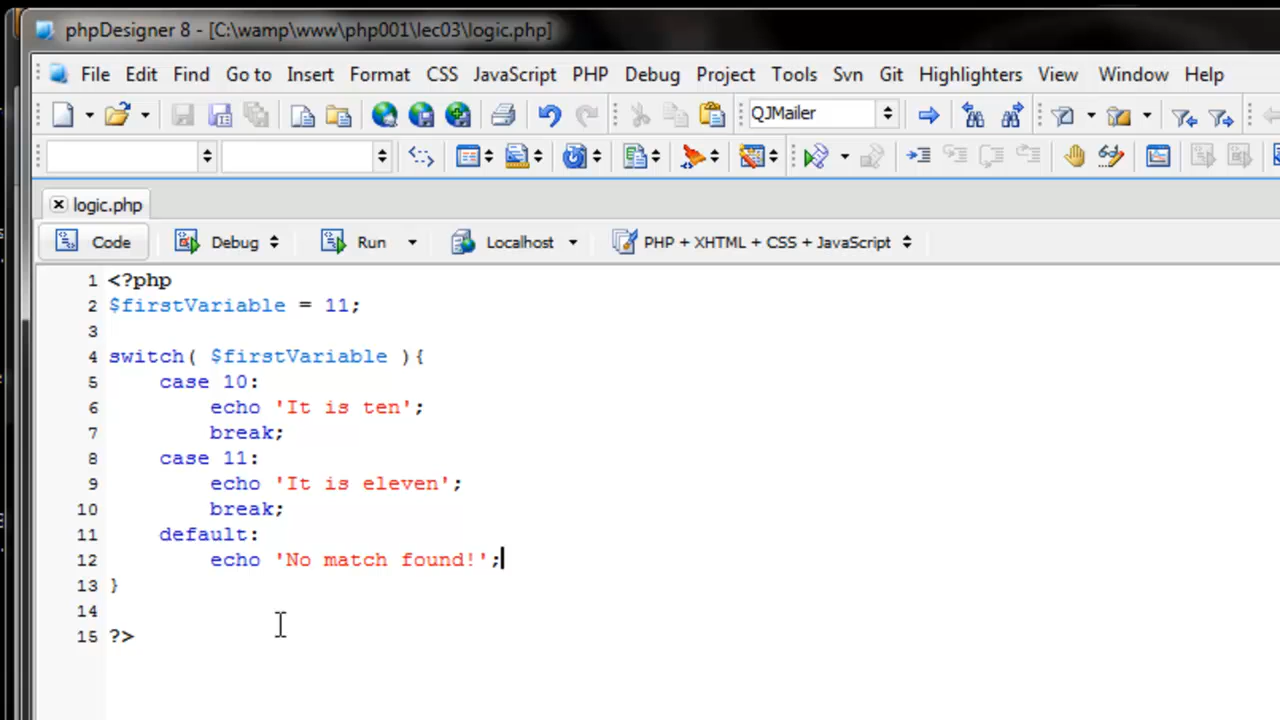 phpDesigner 8 - [C:\wamp\www\php001\lec03\logic.php]
File Edit Find Go to Insert Format CSS JavaScript PHP Debug Project Tools Svn Git Highlighters View Window Help
QJMailer
logic.php
Code Debug Run Localhost PHP + XHTML + CSS + JavaScript
1 <?php
2 $firstVariable = 11;
3
4 switch( $firstVariable ){
5 case 10:
6 echo 'It is ten';
7 break;
8 case 11:
9 echo 'It is eleven';
10 break;
11 default:
12 echo 'No match found!';
13 }
14
15 ?>